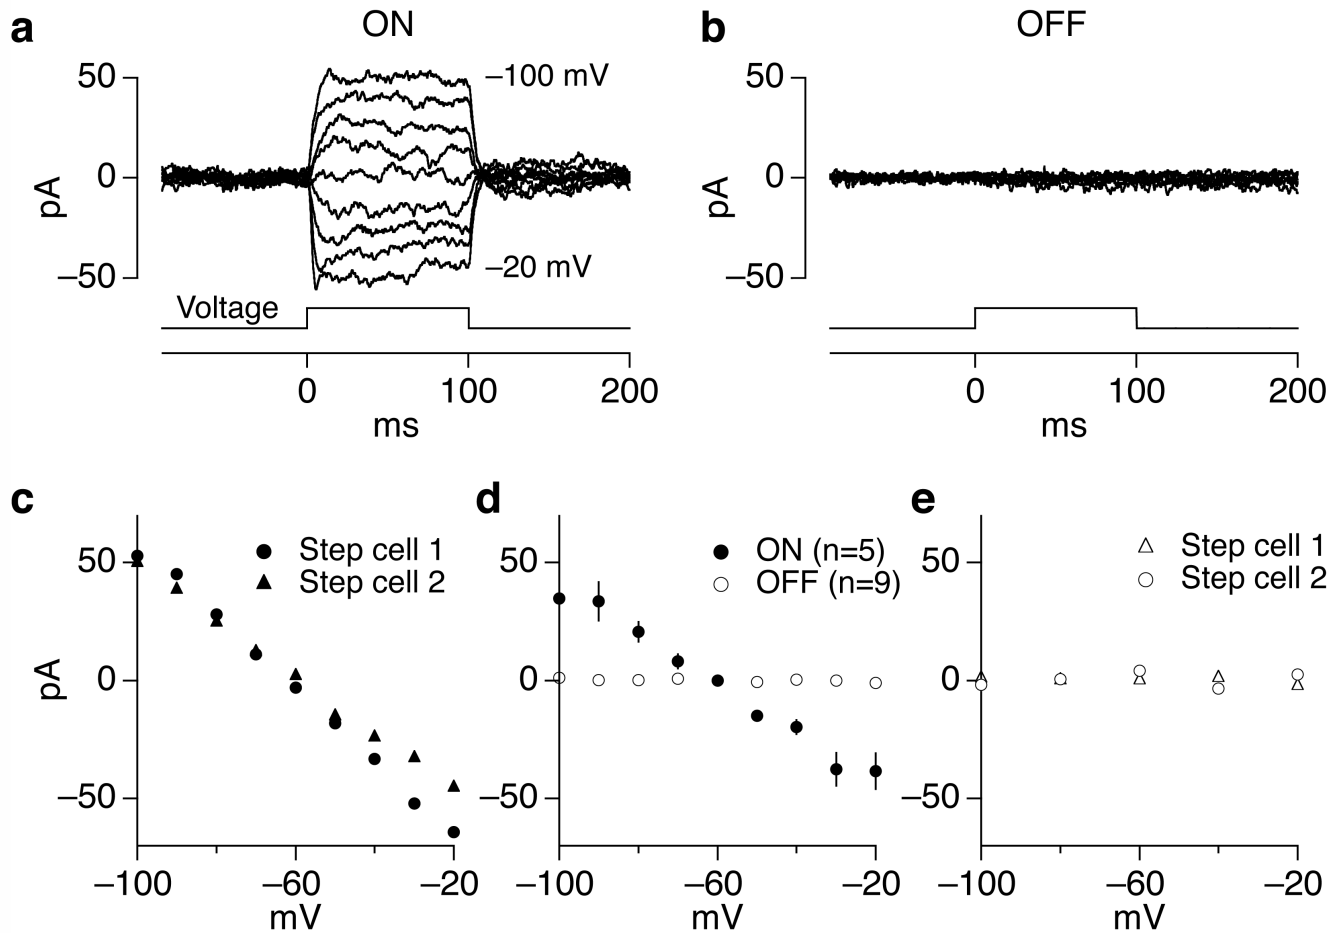 a
ON
50
0
–50
pA
–100 mV
–20 mV
Voltage
0
100
200
ms
b
OFF
50
0
–50
pA
0
100
200
ms
c
50
0
–50
pA
Step cell 1
Step cell 2
–100
–60
–20
mV
d
50
0
–50
ON (n=5)
OFF (n=9)
–100
–60
–20
mV
e
50
0
–50
Step cell 1
Step cell 2
–100
–60
–20
mV